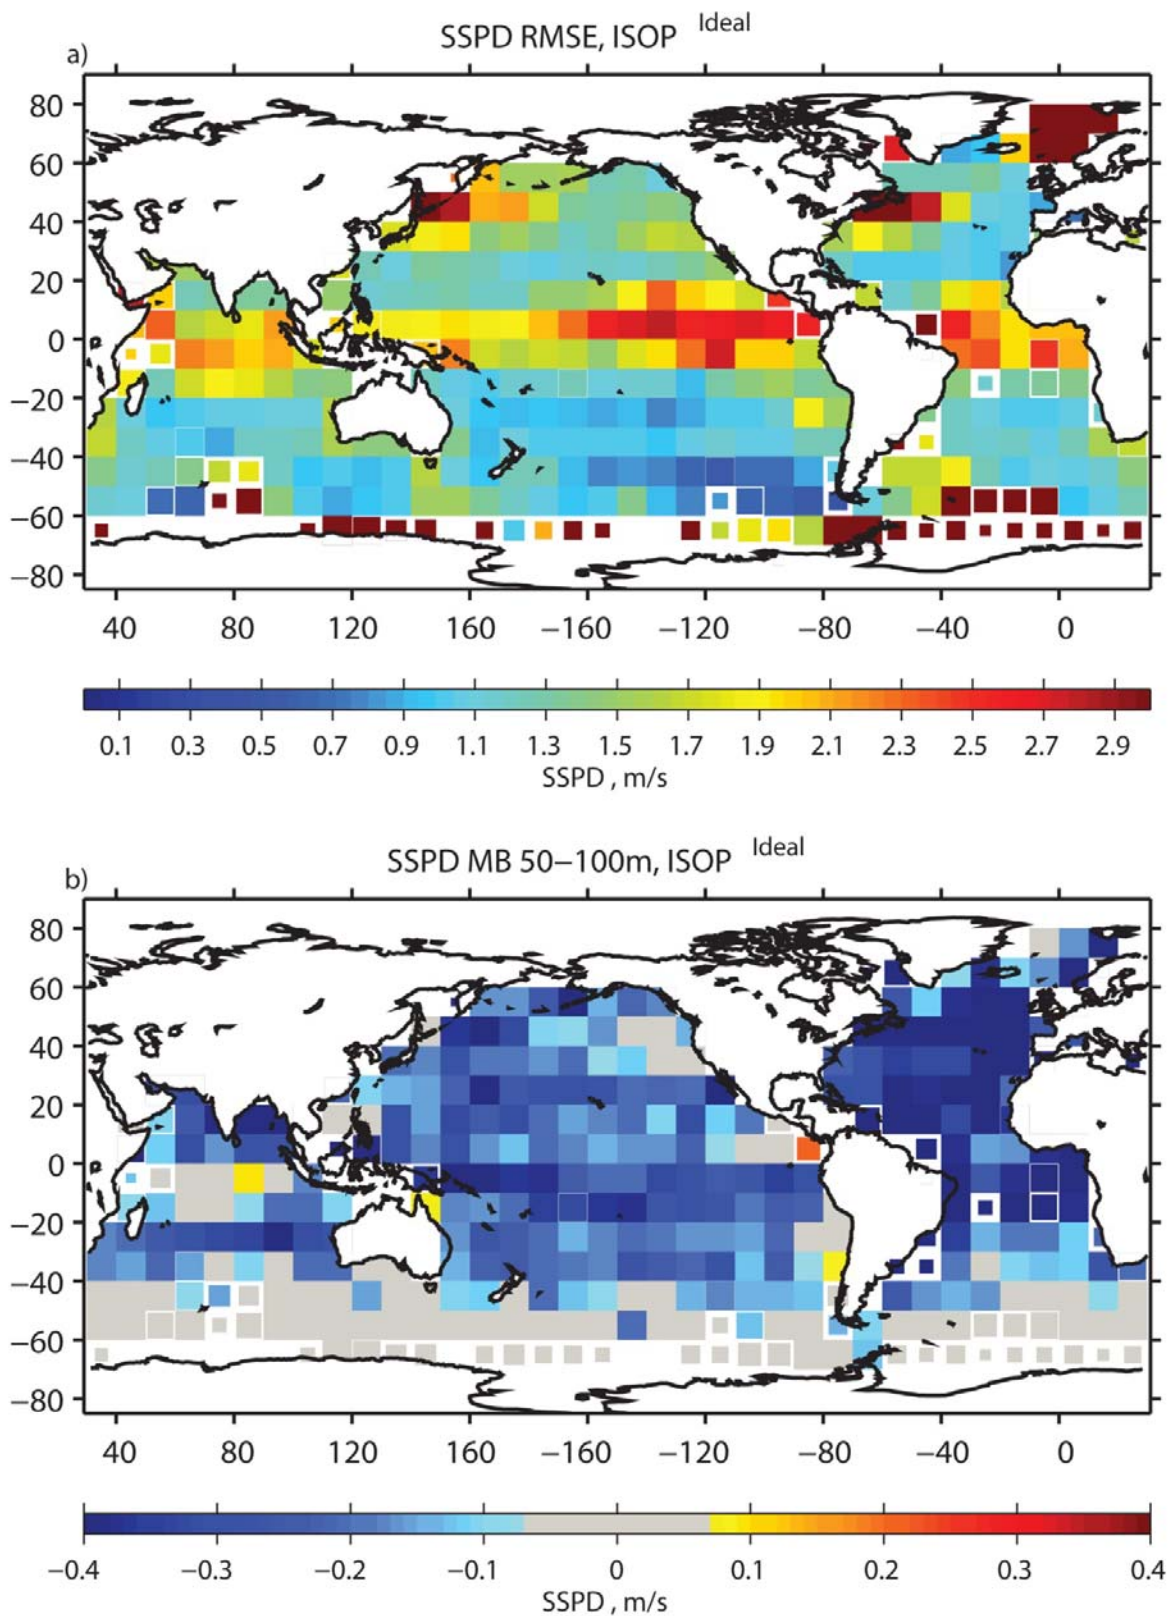 SSPD RMSE, ISOP Ideal
a)
80
60
40
20
0
−20
−40
−60
−80
40 80 120 160 −160 −120 −80 −40 0
0.1 0.3 0.5 0.7 0.9 1.1 1.3 1.5 1.7 1.9 2.1 2.3 2.5 2.7 2.9
SSPD , m/s
SSPD MB 50−100m, ISOP Ideal
b)
80
60
40
20
0
−20
−40
−60
−80
40 80 120 160 −160 −120 −80 −40 0
−0.4 −0.3 −0.2 −0.1 0 0.1 0.2 0.3 0.4
SSPD , m/s